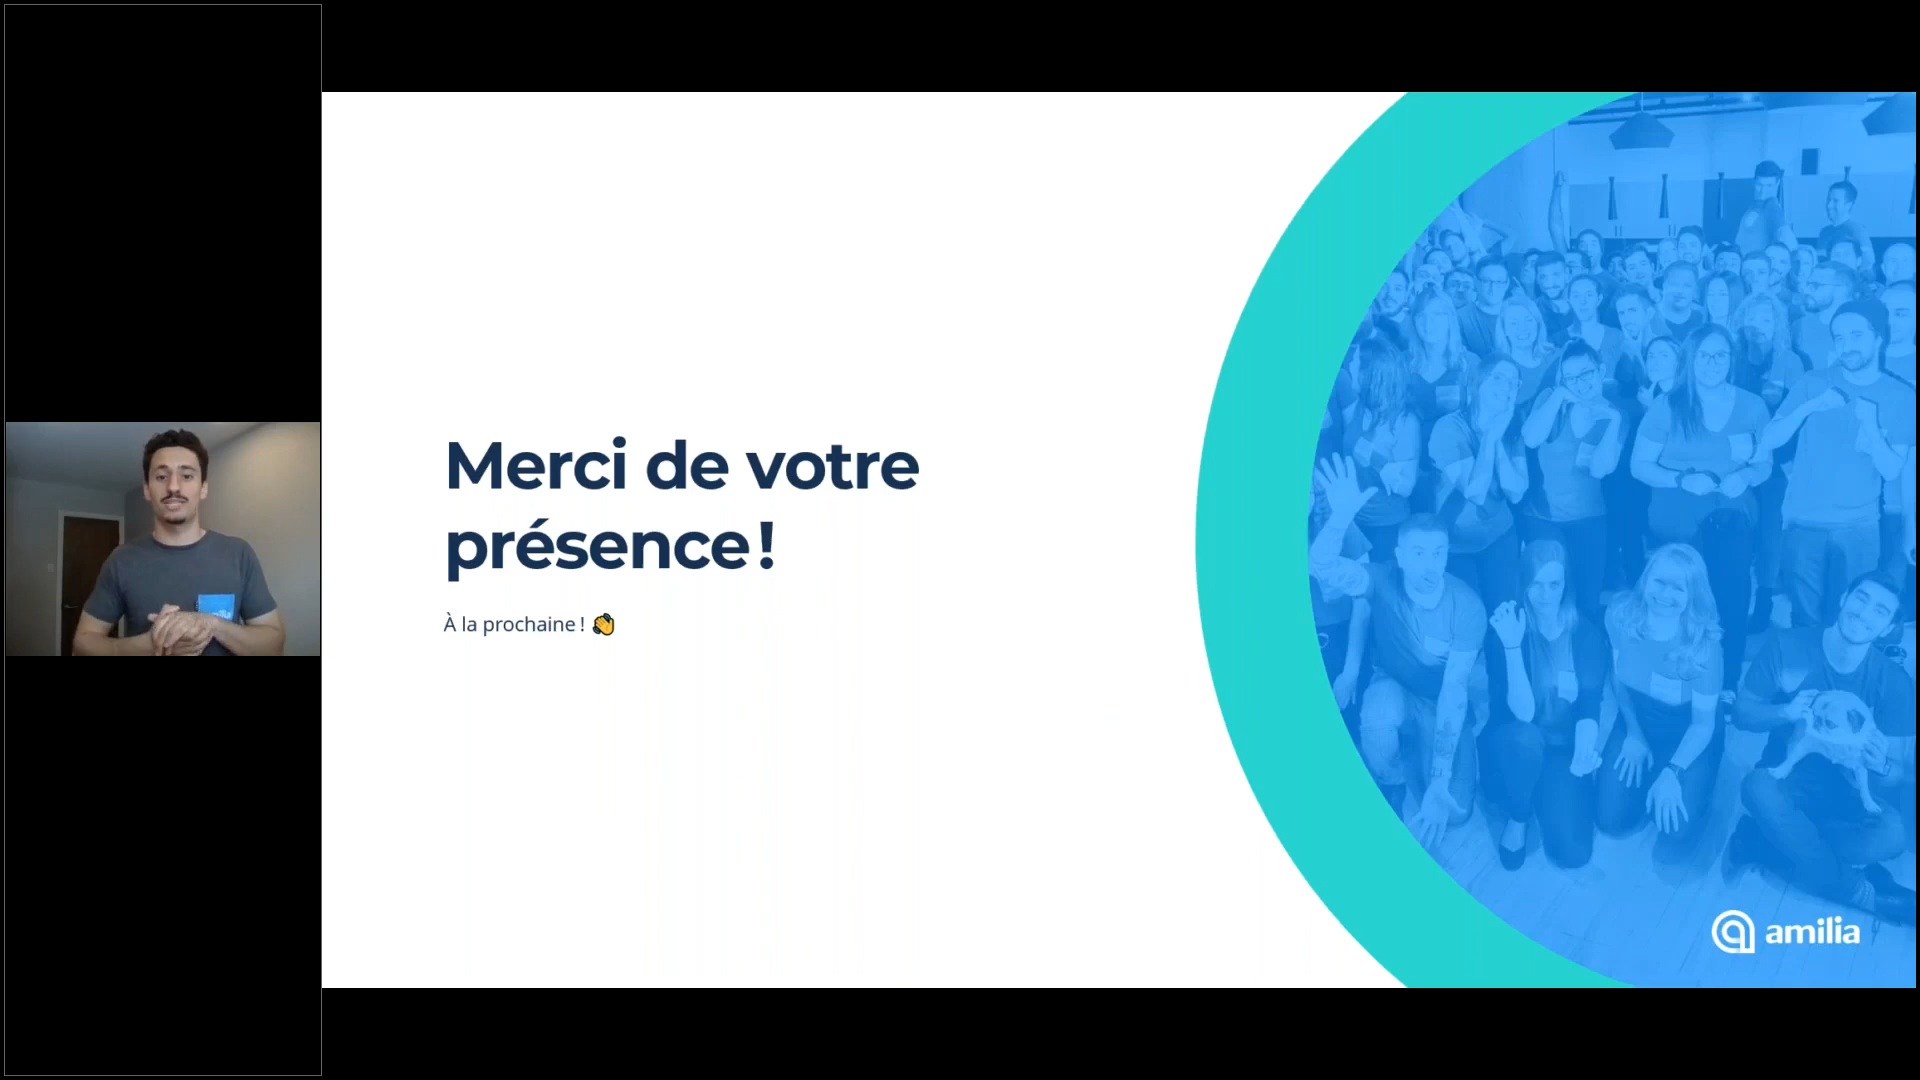 Merci de votre
présence !
À la prochaine ! 👏
amilia